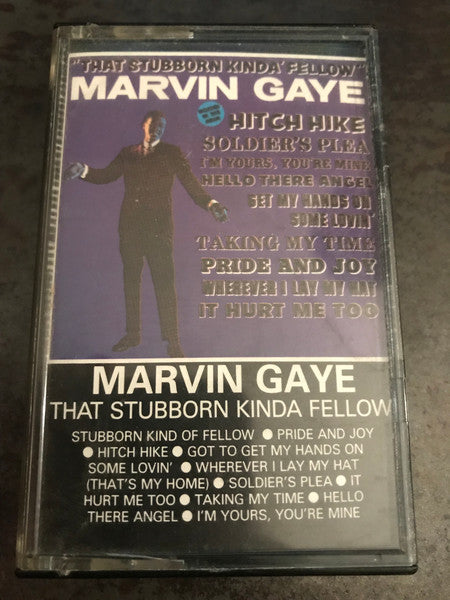 "THAT STUBBORN KINDA' FELLOW"
MARVIN GAYE
HITCH HIKE
SOLDIER'S PLEA
I'M YOURS, YOU'RE MINE
HELLO THERE ANGEL
GET MY HANDS ON
SOME LOVIN'
TAKING MY TIME
PRIDE AND JOY
WHEREVER I LAY MY HAT
IT HURT ME TOO
MARVIN GAYE
THAT STUBBORN KINDA FELLOW
STUBBORN KIND OF FELLOW ● PRIDE AND JOY
● HITCH HIKE ● GOT TO GET MY HANDS ON
SOME LOVIN' ● WHEREVER I LAY MY HAT
(THAT'S MY HOME) ● SOLDIER'S PLEA ● IT
HURT ME TOO ● TAKING MY TIME ● HELLO
THERE ANGEL ● I'M YOURS, YOU'RE MINE